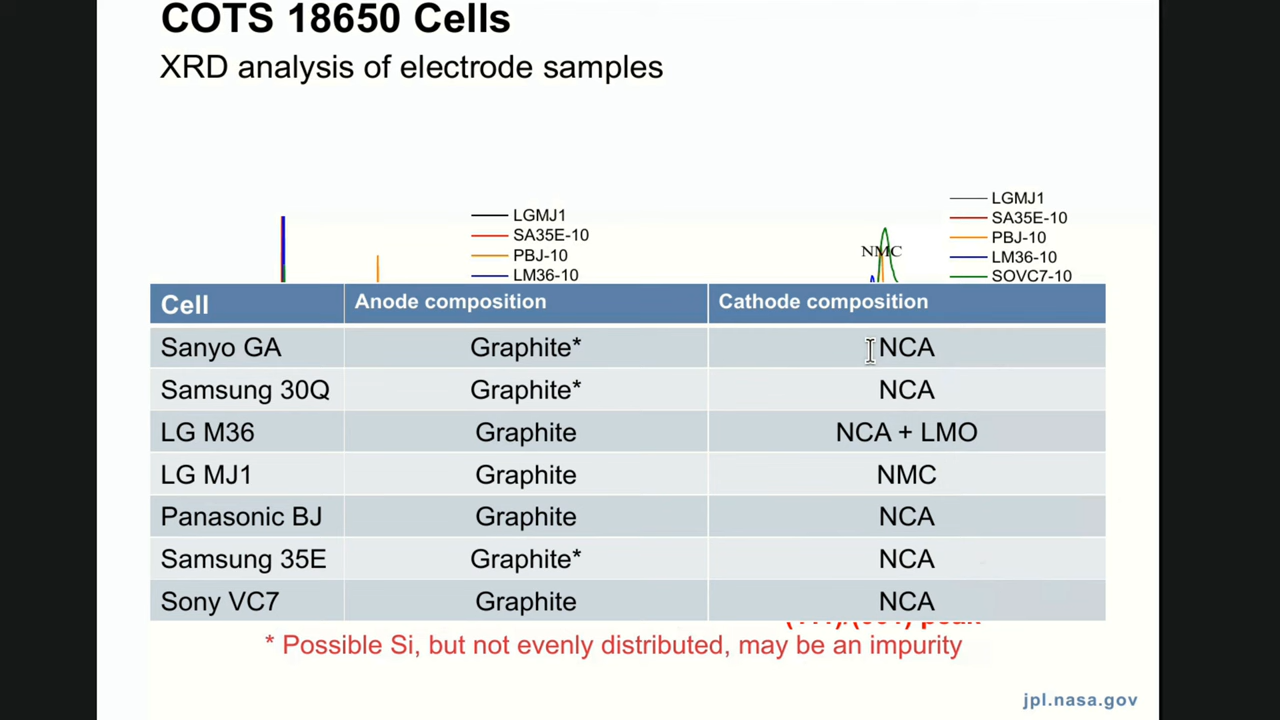 COTS 18650 Cells
XRD analysis of electrode samples
LGMJ1
SA35E-10
PBJ-10
LM36-10
NMC
LGMJ1
SA35E-10
PBJ-10
LM36-10
SOVC7-10
Cell Anode composition Cathode composition
Sanyo GA Graphite* NCA
Samsung 30Q Graphite* NCA
LG M36 Graphite NCA + LMO
LG MJ1 Graphite NMC
Panasonic BJ Graphite NCA
Samsung 35E Graphite* NCA
Sony VC7 Graphite NCA
* Possible Si, but not evenly distributed, may be an impurity
jpl.nasa.gov